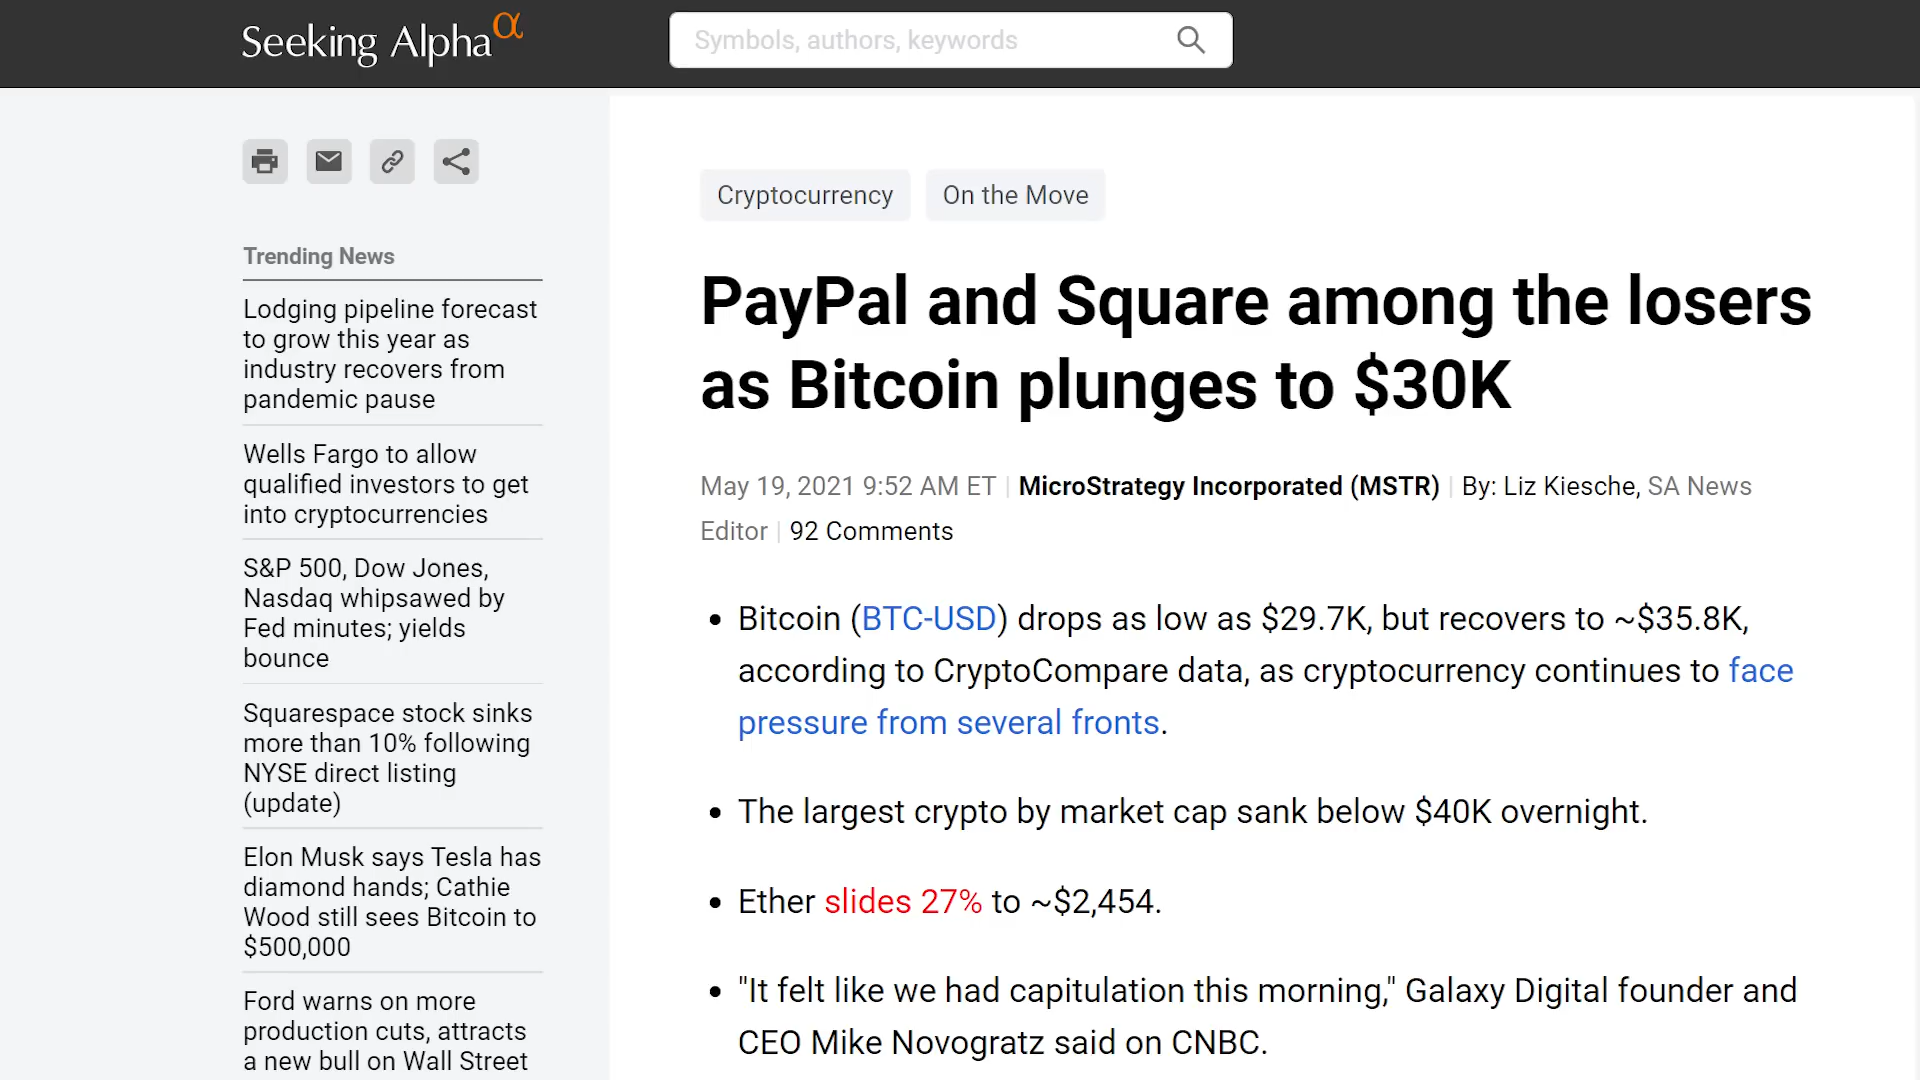 Seeking Alpha α
Symbols, authors, keywords
Trending News
Lodging pipeline forecast
to grow this year as
industry recovers from
pandemic pause
Wells Fargo to allow
qualified investors to get
into cryptocurrencies
S&P 500, Dow Jones,
Nasdaq whipsawed by
Fed minutes; yields
bounce
Squarespace stock sinks
more than 10% following
NYSE direct listing
(update)
Elon Musk says Tesla has
diamond hands; Cathie
Wood still sees Bitcoin to
$500,000
Ford warns on more
production cuts, attracts
a new bull on Wall Street
Cryptocurrency
On the Move
PayPal and Square among the losers
as Bitcoin plunges to $30K
May 19, 2021 9:52 AM ET | MicroStrategy Incorporated (MSTR) | By: Liz Kiesche, SA News
Editor | 92 Comments
• Bitcoin (BTC-USD) drops as low as $29.7K, but recovers to ~$35.8K,
according to CryptoCompare data, as cryptocurrency continues to face
pressure from several fronts.
• The largest crypto by market cap sank below $40K overnight.
• Ether slides 27% to ~$2,454.
• "It felt like we had capitulation this morning," Galaxy Digital founder and
CEO Mike Novogratz said on CNBC.